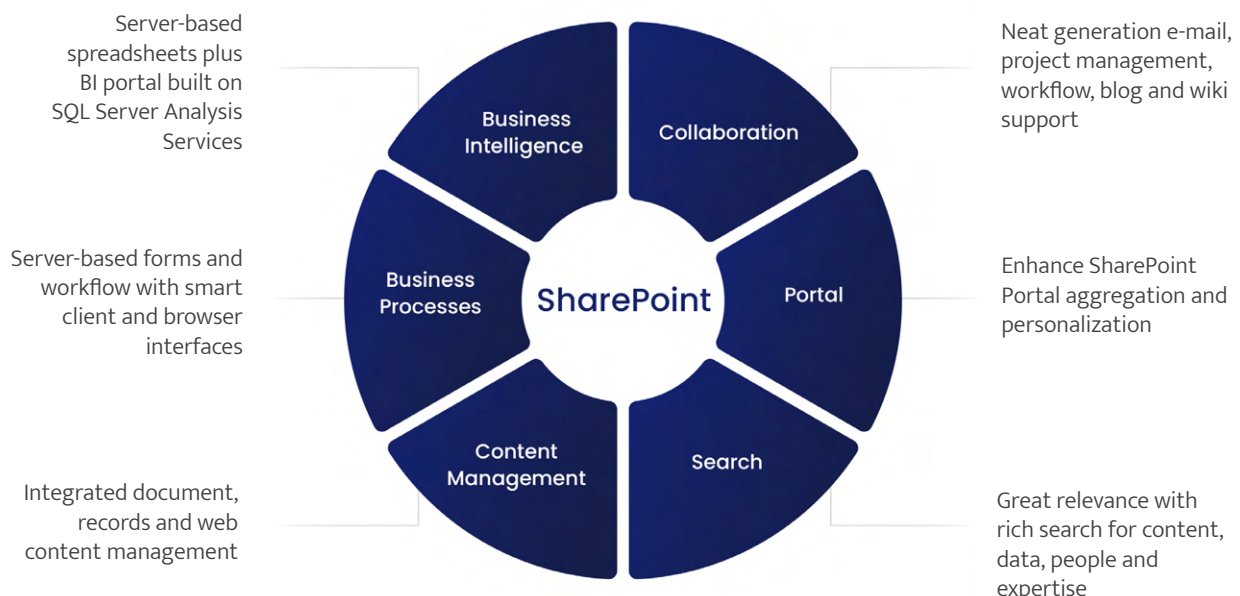 Server-based
spreadsheets plus
BI portal built on
SQL Server Analysis
Services
Neat generation e-mail,
project management,
workflow, blog and wiki
support
Business
Intelligence
Collaboration
Server-based forms and
workflow with smart
client and browser
interfaces
Business
Processes
SharePoint
Portal
Enhance SharePoint
Portal aggregation and
personalization
Content
Management
Search
Integrated document,
records and web
content management
Great relevance with
rich search for content,
data, people and
expertise